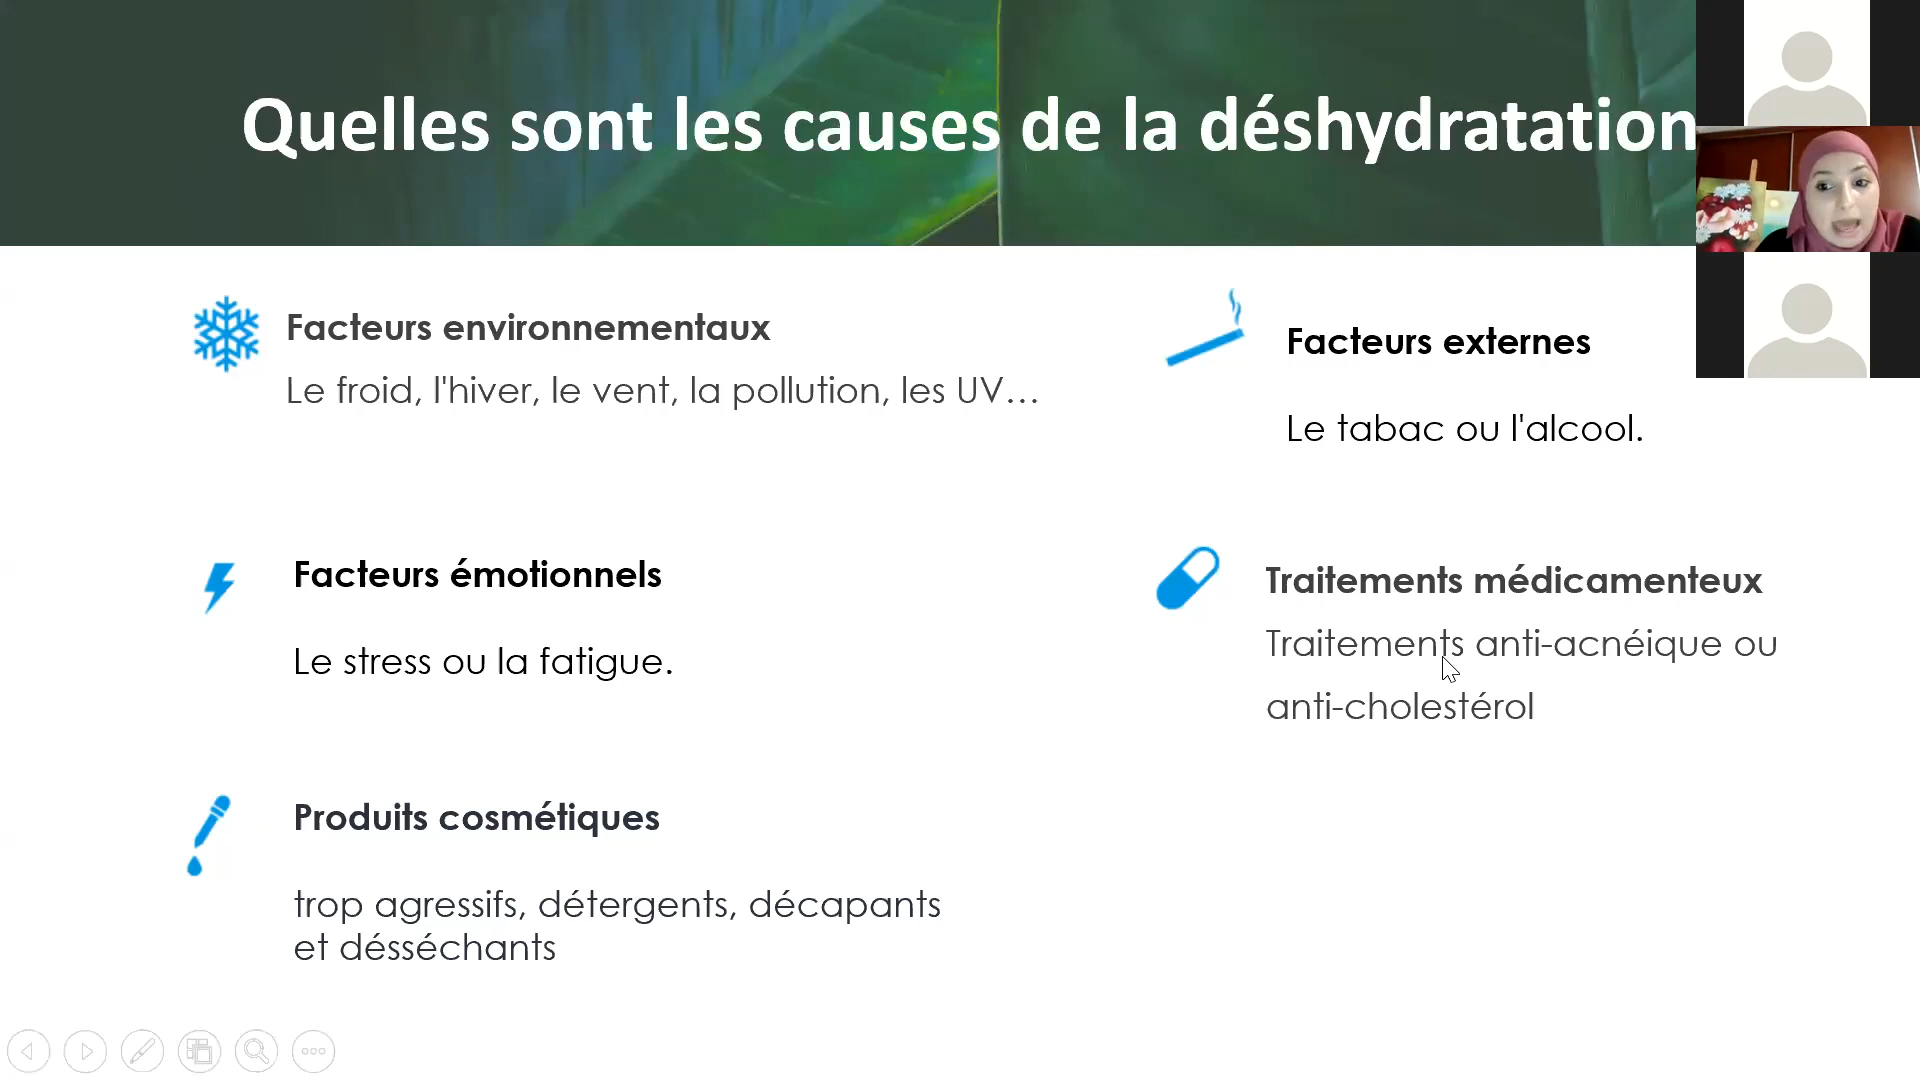 Quelles sont les causes de la déshydratation
Facteurs environnementaux
Le froid, l'hiver, le vent, la pollution, les UV...
Facteurs externes
Le tabac ou l'alcool.
Facteurs émotionnels
Le stress ou la fatigue.
Traitements médicamenteux
Traitements anti-acnéique ou
anti-cholestérol
Produits cosmétiques
trop agressifs, détergents, décapants
et désséchants